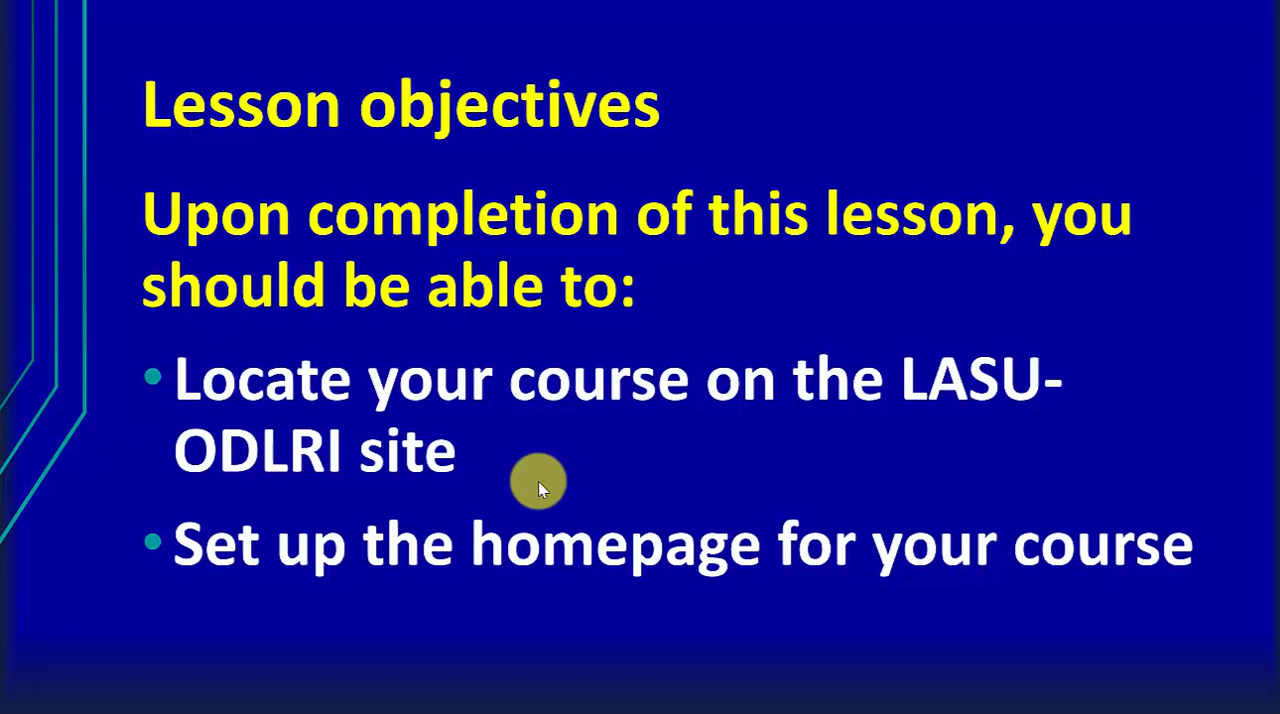 Lesson objectives
Upon completion of this lesson, you
should be able to:
• Locate your course on the LASU-
ODLRI site
• Set up the homepage for your course